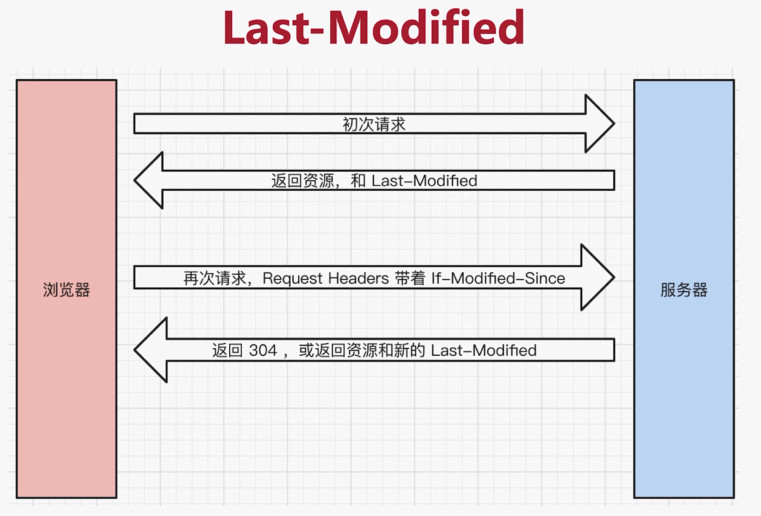 Last-Modified
初次请求
返回资源，和 Last-Modified
浏览器
再次请求，Request Headers 带着 If-Modified-Since
服务器
返回 304 ，或返回资源和新的 Last-Modified